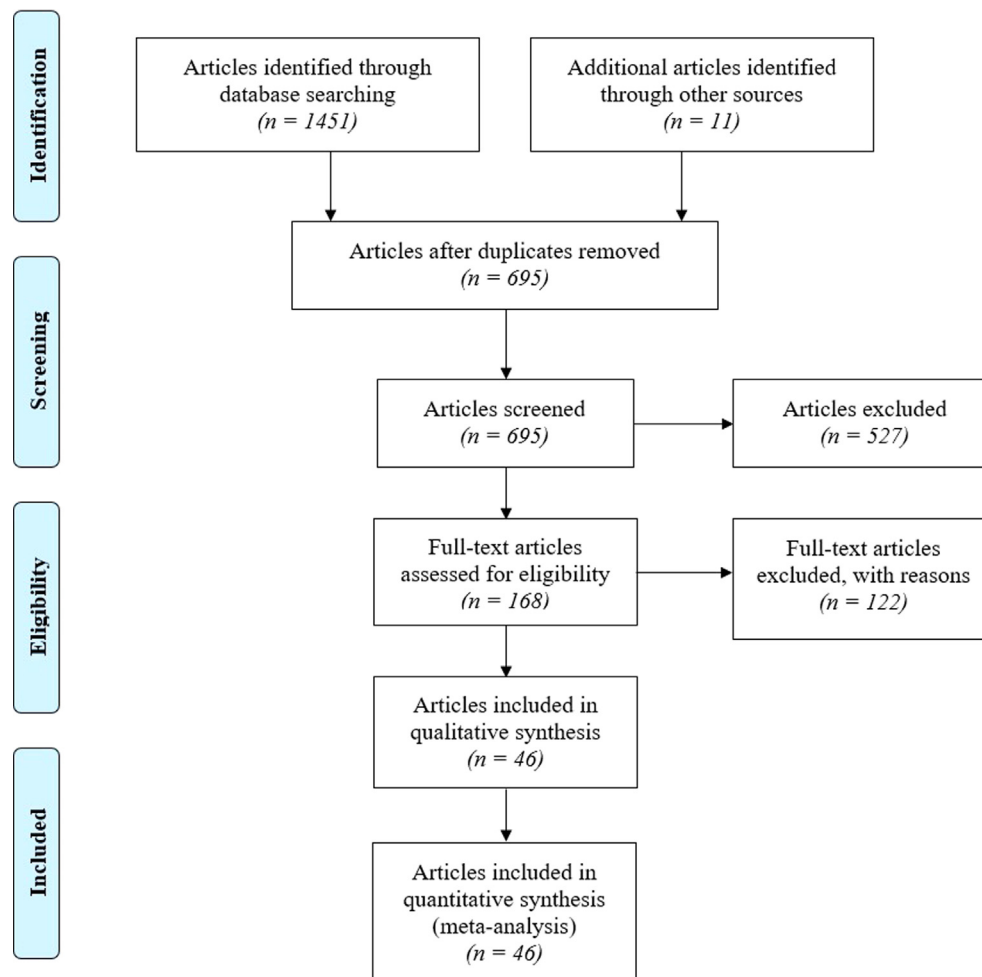 Identification
Articles identified through
database searching
(n = 1451)
Additional articles identified
through other sources
(n = 11)
Articles after duplicates removed
(n = 695)
Screening
Articles screened
(n = 695)
Articles excluded
(n = 527)
Eligibility
Full-text articles
assessed for eligibility
(n = 168)
Full-text articles
excluded, with reasons
(n = 122)
Articles included in
qualitative synthesis
(n = 46)
Included
Articles included in
quantitative synthesis
(meta-analysis)
(n = 46)